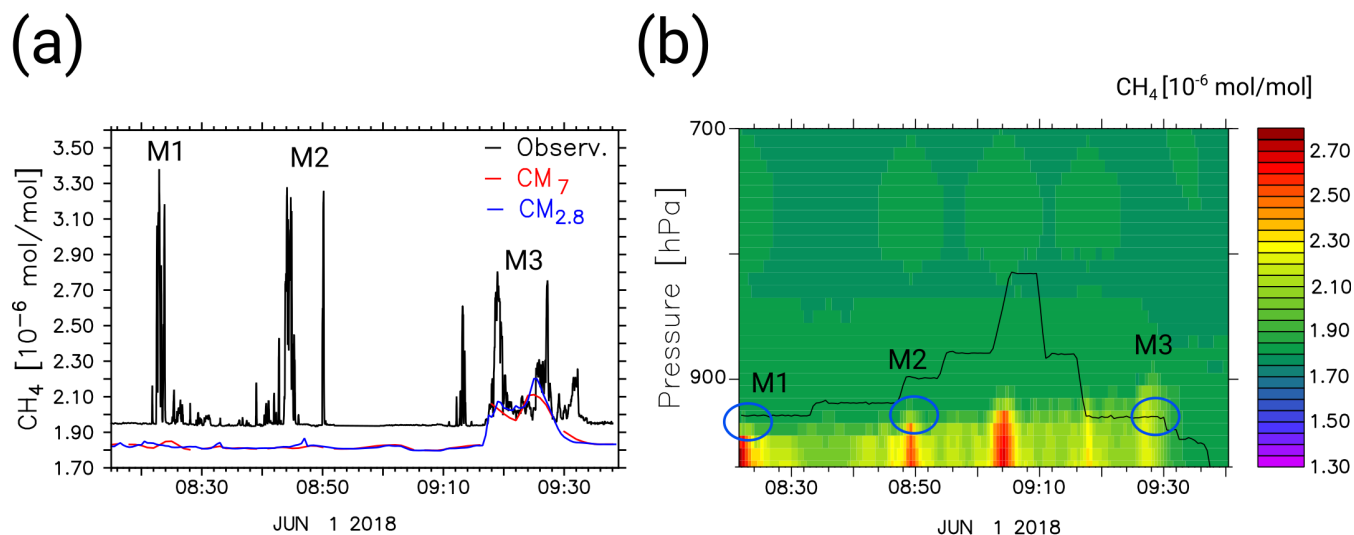 (a)
CH4 [10-6 mol/mol]
3.50
3.30
3.10
2.90
2.70
2.50
2.30
2.10
1.90
1.70
M1
M2
M3
Observ.
CM7
CM2.8
08:30 08:50 09:10 09:30
JUN 1 2018
(b)
CH4 [10-6 mol/mol]
Pressure [hPa]
700
900
M1
M2
M3
08:30 08:50 09:10 09:30
JUN 1 2018
2.70
2.50
2.30
2.10
1.90
1.70
1.50
1.30